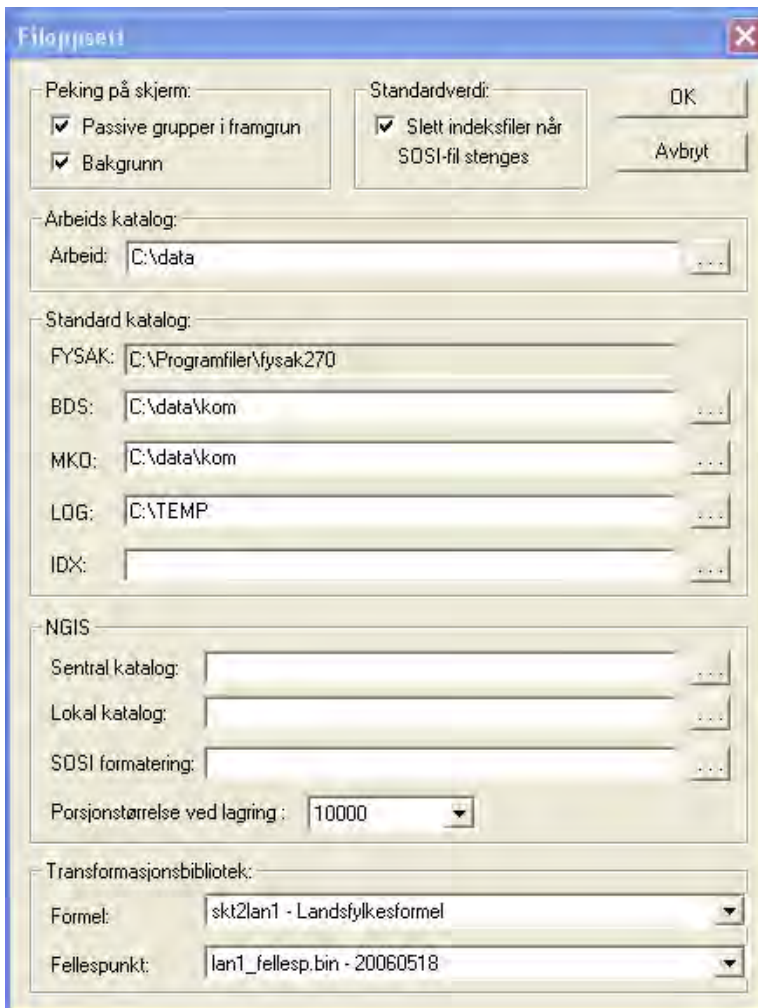 Filoppsett
Peking på skjerm:
Passive grupper i framgrun
Bakgrunn
Standardverdi:
Slett indeksfiler når
SOSI-fil stenges
OK
Avbryt
Arbeids katalog:
Arbeid: C:\data ...
Standard katalog:
FYSAK: C:\Programfiler\fysak270
BDS: C:\data\kom ...
MKO: C:\data\kom ...
LOG: C:\TEMP ...
IDX: ...
NGIS
Sentral katalog: ...
Lokal katalog: ...
SOSI formatering: ...
Porsjonstørrelse ved lagring : 10000
Transformasjonsbibliotek:
Formel: skt2lan1 - Landsfylkesformel
Fellespunkt: lan1_fellesp.bin - 20060518